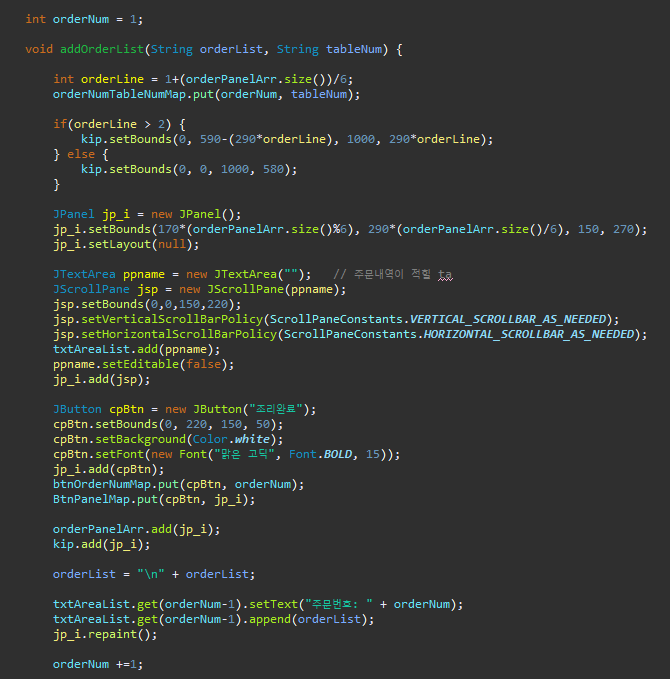 int orderNum = 1;
void addOrderList(String orderList, String tableNum) {
int orderLine = 1+(orderPanelArr.size())/6;
orderNumTableNumMap.put(orderNum, tableNum);
if(orderLine > 2) {
kip.setBounds(0, 590-(290*orderLine), 1000, 290*orderLine);
} else {
kip.setBounds(0, 0, 1000, 580);
}
JPanel jp_i = new JPanel();
jp_i.setBounds(170*(orderPanelArr.size()%6), 290*(orderPanelArr.size()/6), 150, 270);
jp_i.setLayout(null);
JTextArea ppname = new JTextArea(""); // 주문내역이 적힐 ta
JScrollPane jsp = new JScrollPane(ppname);
jsp.setBounds(0,0,150,220);
jsp.setVerticalScrollBarPolicy(ScrollPaneConstants.VERTICAL_SCROLLBAR_AS_NEEDED);
jsp.setHorizontalScrollBarPolicy(ScrollPaneConstants.HORIZONTAL_SCROLLBAR_AS_NEEDED);
txtAreaList.add(ppname);
ppname.setEditable(false);
jp_i.add(jsp);
JButton cpBtn = new JButton("조리완료");
cpBtn.setBounds(0, 220, 150, 50);
cpBtn.setBackground(Color.white);
cpBtn.setFont(new Font("맑은 고딕", Font.BOLD, 15));
jp_i.add(cpBtn);
btnOrderNumMap.put(cpBtn, orderNum);
BtnPanelMap.put(cpBtn, jp_i);
orderPanelArr.add(jp_i);
kip.add(jp_i);
orderList = "\n" + orderList;
txtAreaList.get(orderNum-1).setText("주문번호: " + orderNum);
txtAreaList.get(orderNum-1).append(orderList);
jp_i.repaint();
orderNum +=1;